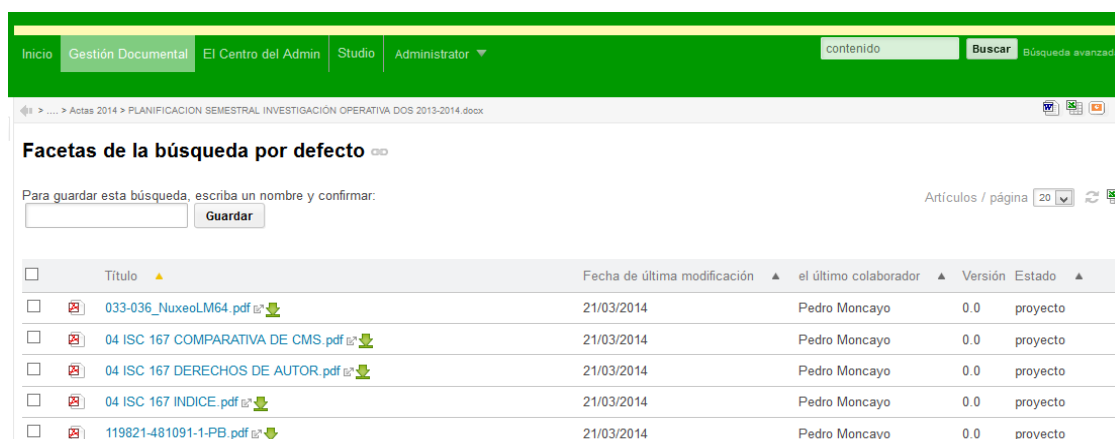 Inicio Gestión Documental El Centro del Admin Studio Administrator contenido Buscar Búsqueda avanzad
> .... > Actas 2014 > PLANIFICACION SEMESTRAL INVESTIGACIÓN OPERATIVA DOS 2013-2014.docx
Facetas de la búsqueda por defecto
Para guardar esta búsqueda, escriba un nombre y confirmar:
Guardar
Artículos / página 20
Título Fecha de última modificación el último colaborador Versión Estado
033-036_NuxeoLM64.pdf 21/03/2014 Pedro Moncayo 0.0 proyecto
04 ISC 167 COMPARATIVA DE CMS.pdf 21/03/2014 Pedro Moncayo 0.0 proyecto
04 ISC 167 DERECHOS DE AUTOR.pdf 21/03/2014 Pedro Moncayo 0.0 proyecto
04 ISC 167 INDICE.pdf 21/03/2014 Pedro Moncayo 0.0 proyecto
119821-481091-1-PB.pdf 21/03/2014 Pedro Moncayo 0.0 proyecto